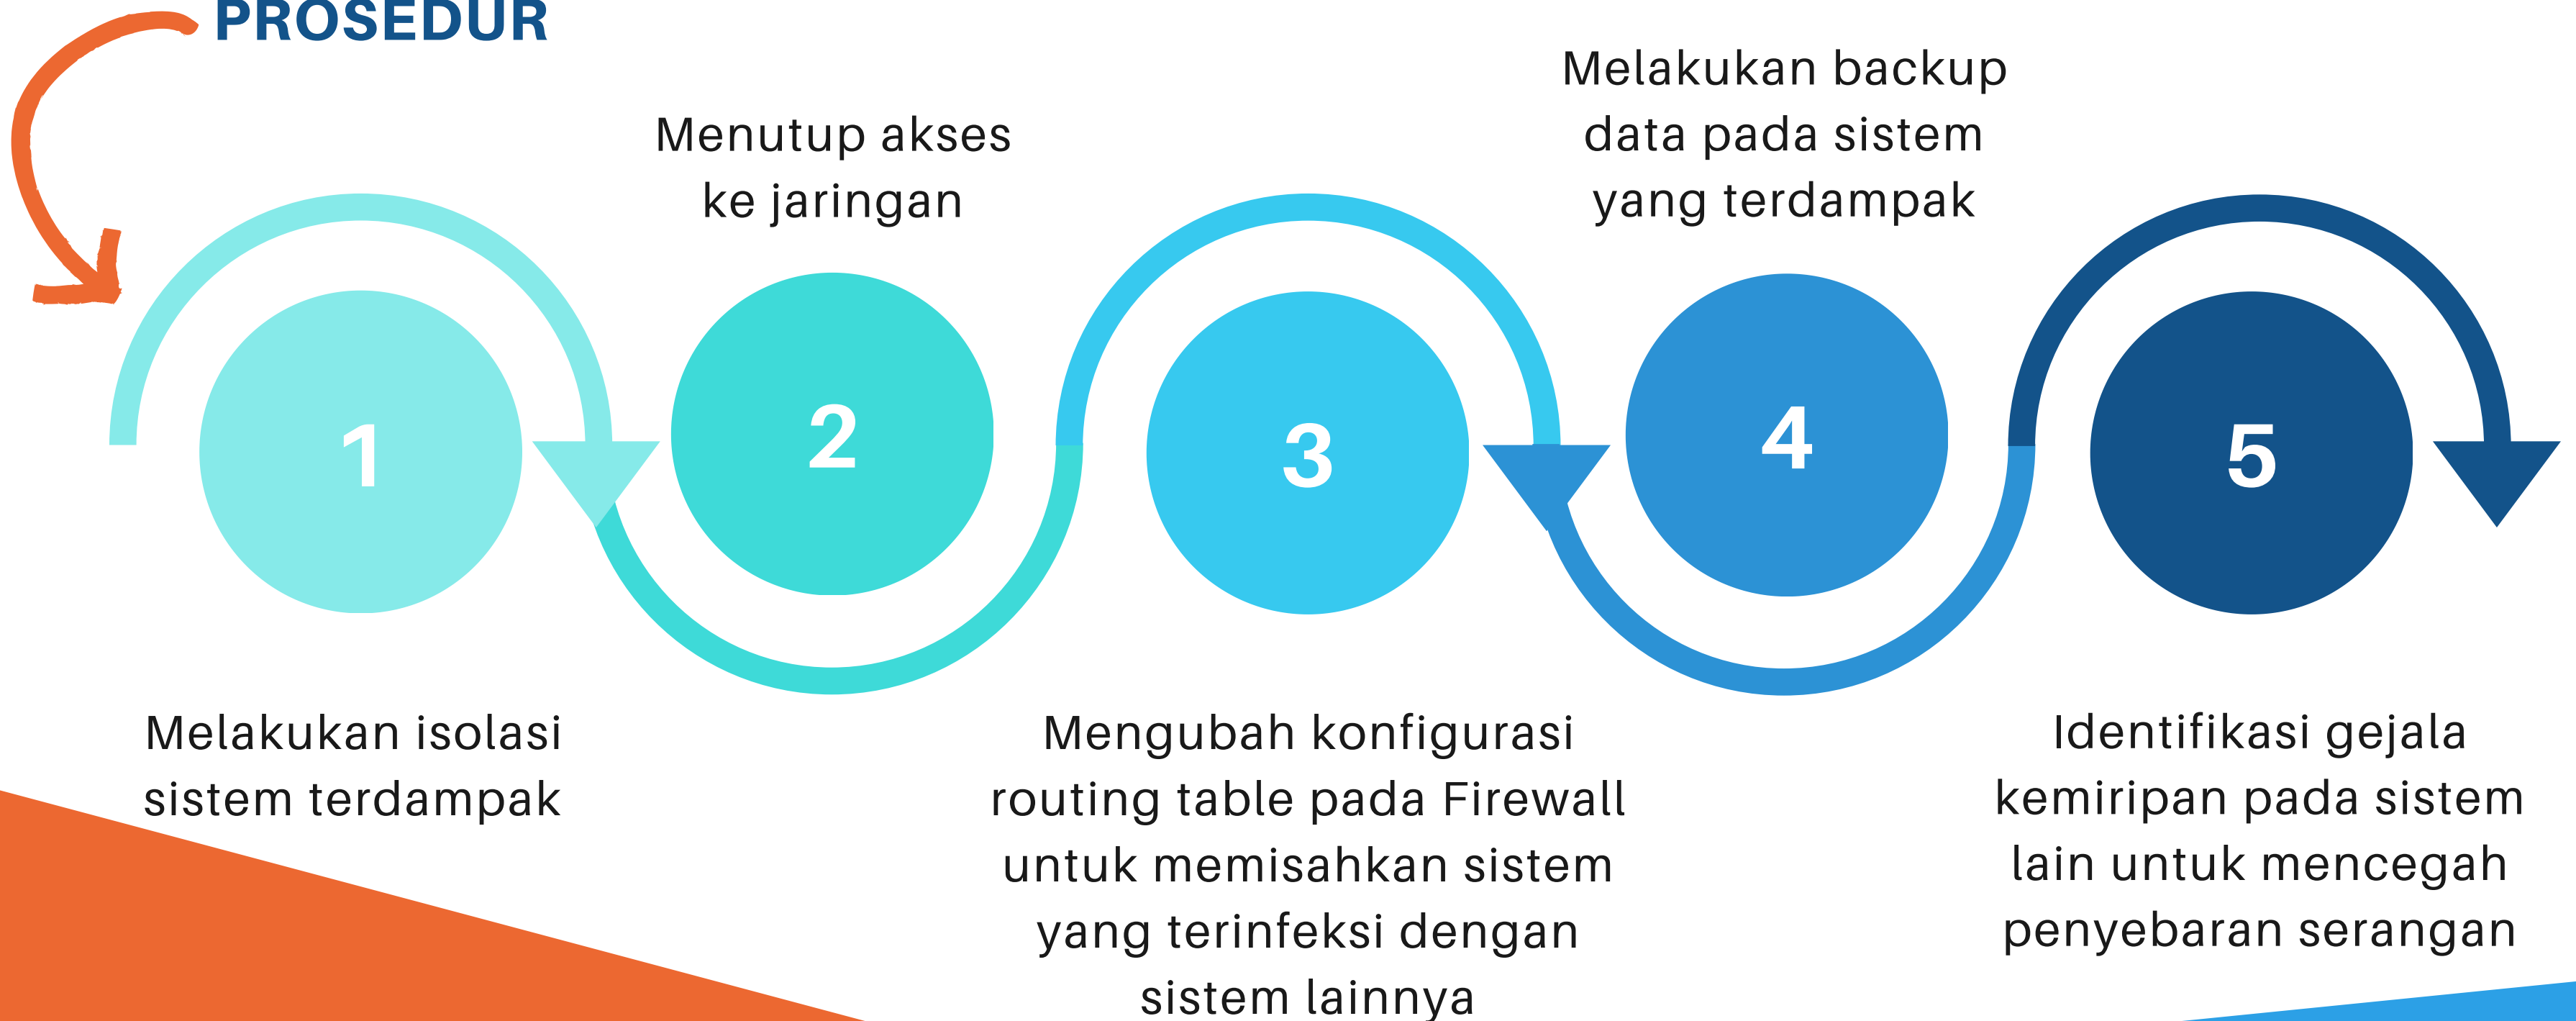 PROSEDUR
1
Melakukan isolasi
sistem terdampak
2
Menutup akses
ke jaringan
3
Mengubah konfigurasi
routing table pada Firewall
untuk memisahkan sistem
yang terinfeksi dengan
sistem lainnya
4
Melakukan backup
data pada sistem
yang terdampak
5
Identifikasi gejala
kemiripan pada sistem
lain untuk mencegah
penyebaran serangan